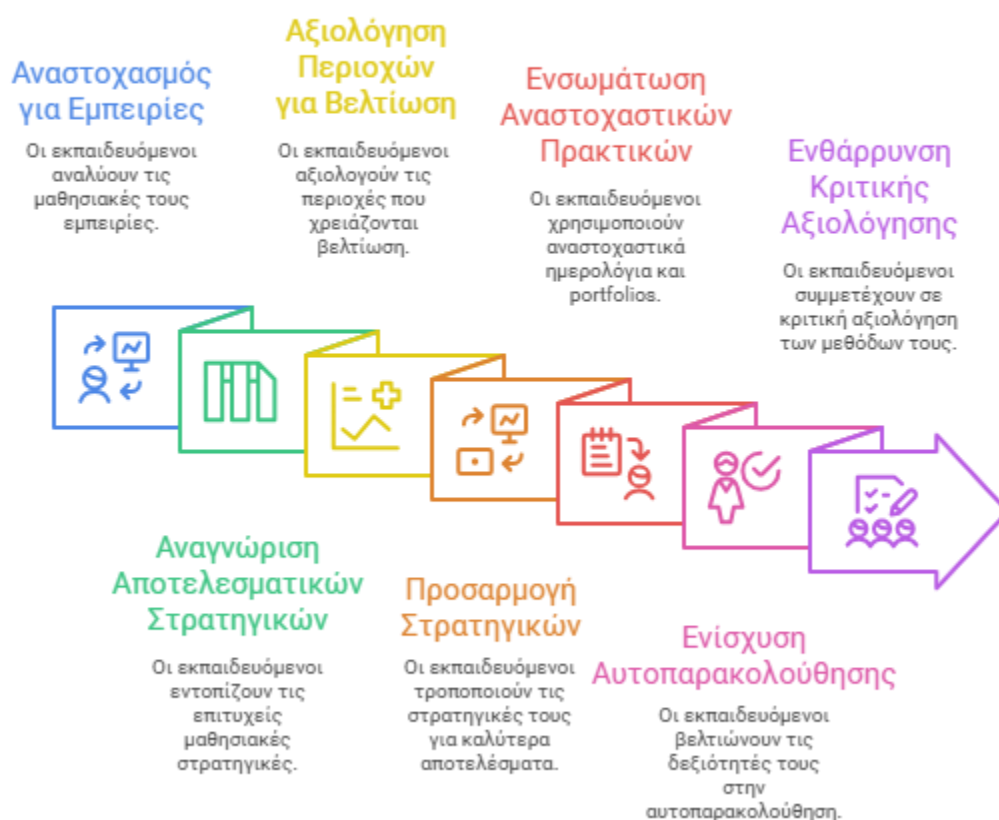 Αναστοχασμός
για Εμπειρίες
Οι εκπαιδευόμενοι
αναλύουν τις
μαθησιακές τους
εμπειρίες.
Αξιολόγηση
Περιοχών
για Βελτίωση
Οι εκπαιδευόμενοι
αξιολογούν τις
περιοχές που
χρειάζονται
βελτίωση.
Ενσωμάτωση
Αναστοχαστικών
Πρακτικών
Οι εκπαιδευόμενοι
χρησιμοποιούν
αναστοχαστικά
ημερολόγια και
portfolios.
Ενθάρρυνση
Κριτικής
Αξιολόγησης
Οι εκπαιδευόμενοι
συμμετέχουν σε
κριτική αξιολόγηση
των μεθόδων τους.
Αναγνώριση
Αποτελεσματικών
Στρατηγικών
Οι εκπαιδευόμενοι
εντοπίζουν τις
επιτυχείς
μαθησιακές
στρατηγικές.
Προσαρμογή
Στρατηγικών
Οι εκπαιδευόμενοι
τροποποιούν τις
στρατηγικές τους
για καλύτερα
αποτελέσματα.
Ενίσχυση
Αυτοπαρακολούθησης
Οι εκπαιδευόμενοι
βελτιώνουν τις
δεξιότητές τους
στην
αυτοπαρακολούθηση.